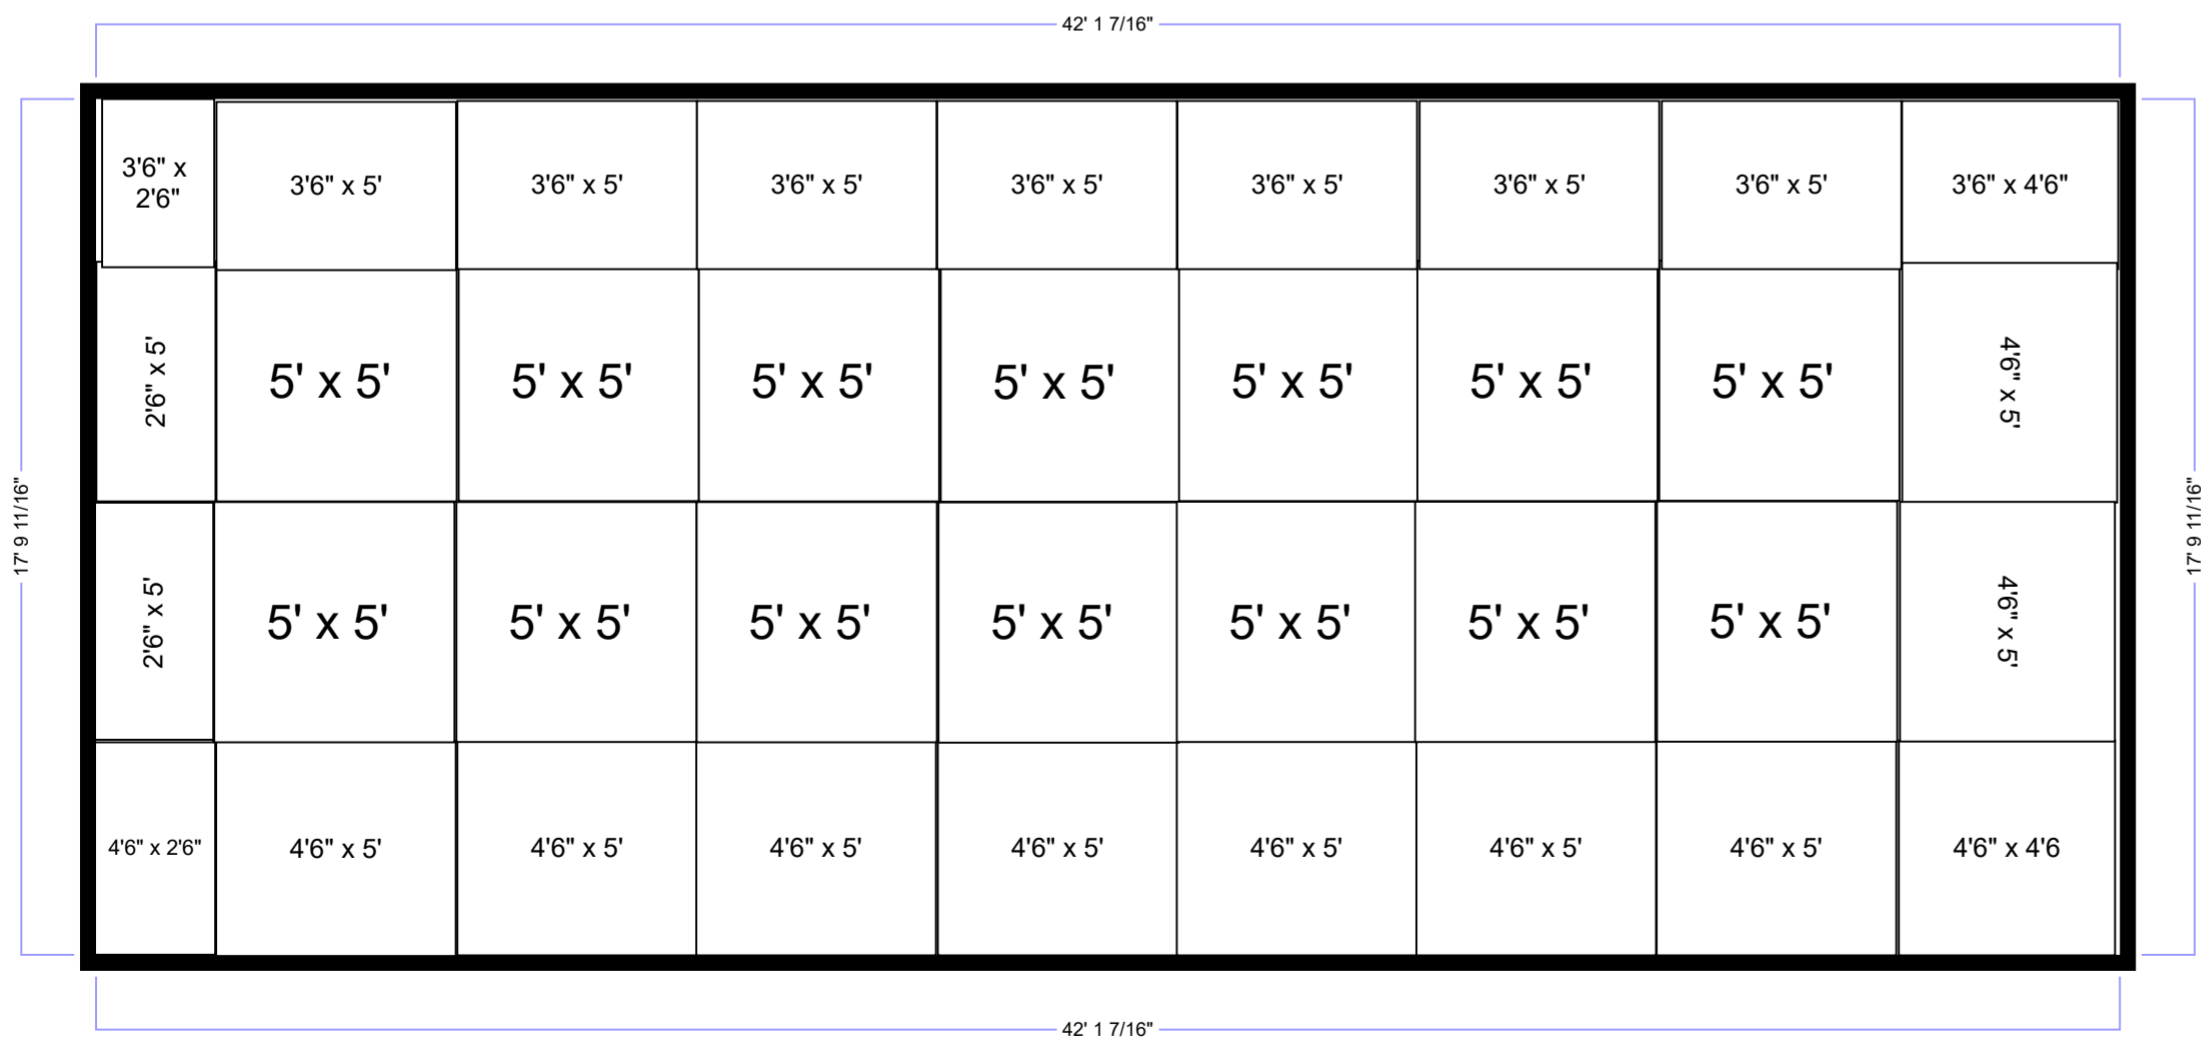 42' 1 7/16"
3'6" x
2'6"
3'6" x 5'
3'6" x 5'
3'6" x 5'
3'6" x 5'
3'6" x 5'
3'6" x 5'
3'6" x 5'
3'6" x 4'6"
2'6" x 5'
5' x 5'
5' x 5'
5' x 5'
5' x 5'
5' x 5'
5' x 5'
5' x 5'
4'6" x 5'
17' 9 11/16"
17' 9 11/16"
2'6" x 5'
5' x 5'
5' x 5'
5' x 5'
5' x 5'
5' x 5'
5' x 5'
5' x 5'
4'6" x 5'
4'6" x 2'6"
4'6" x 5'
4'6" x 5'
4'6" x 5'
4'6" x 5'
4'6" x 5'
4'6" x 5'
4'6" x 5'
4'6" x 4'6
42' 1 7/16"